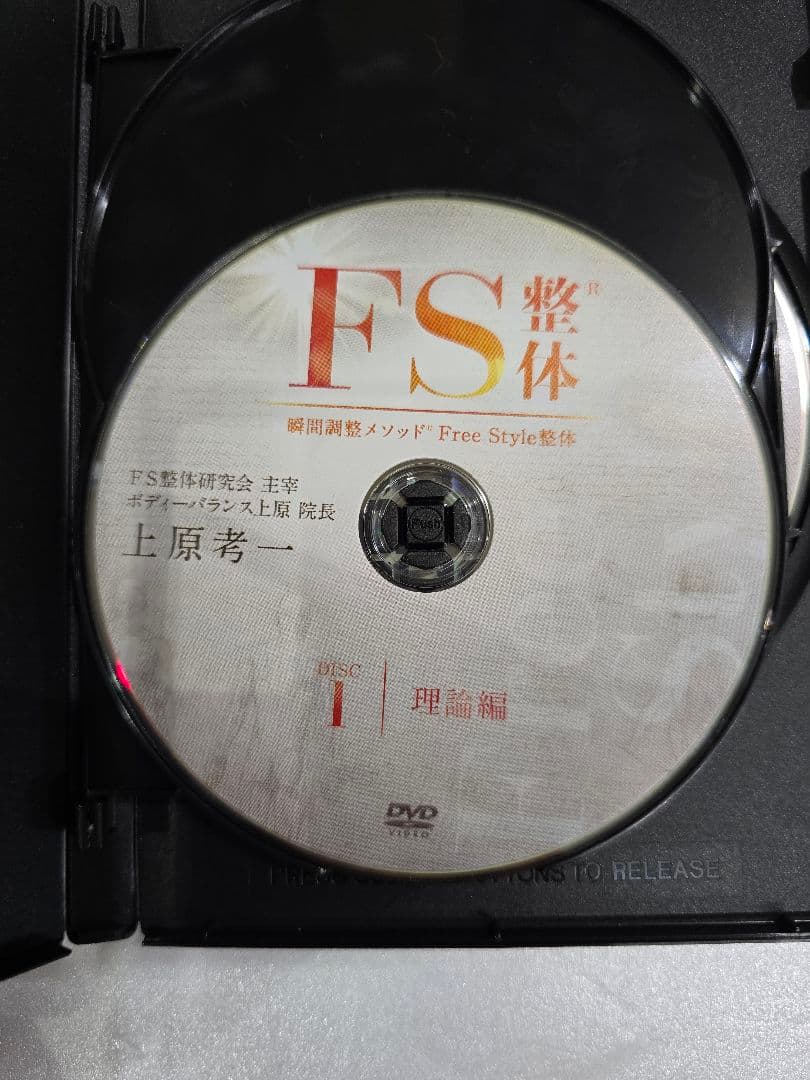 FS整体®
瞬間調整メソッド® Free Style整体
FS整体研究会 主宰
ボディーバランス上原 院長
上原考一
Push
DISC
1
理論編
DVD
VIDEO
TO RELEASE